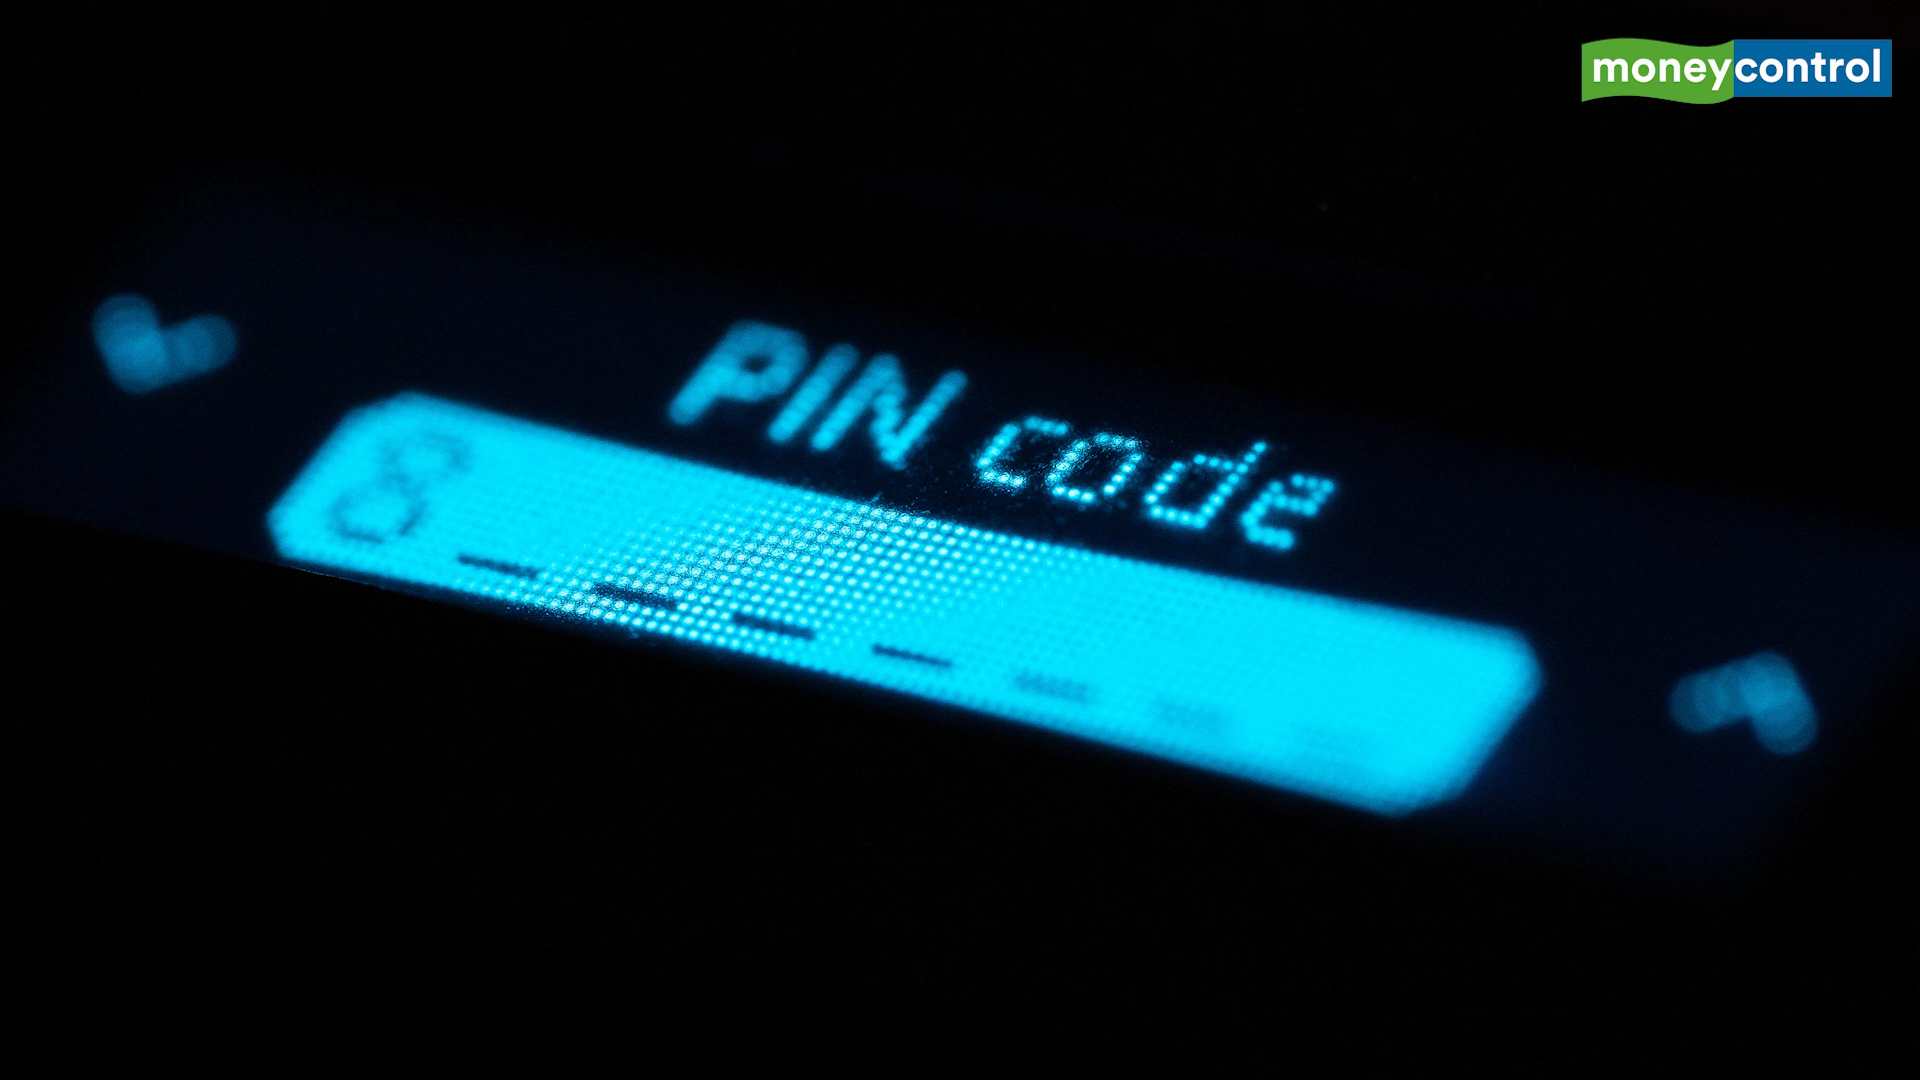 moneycontrol
PIN code
8 _ _ _ _ _ _